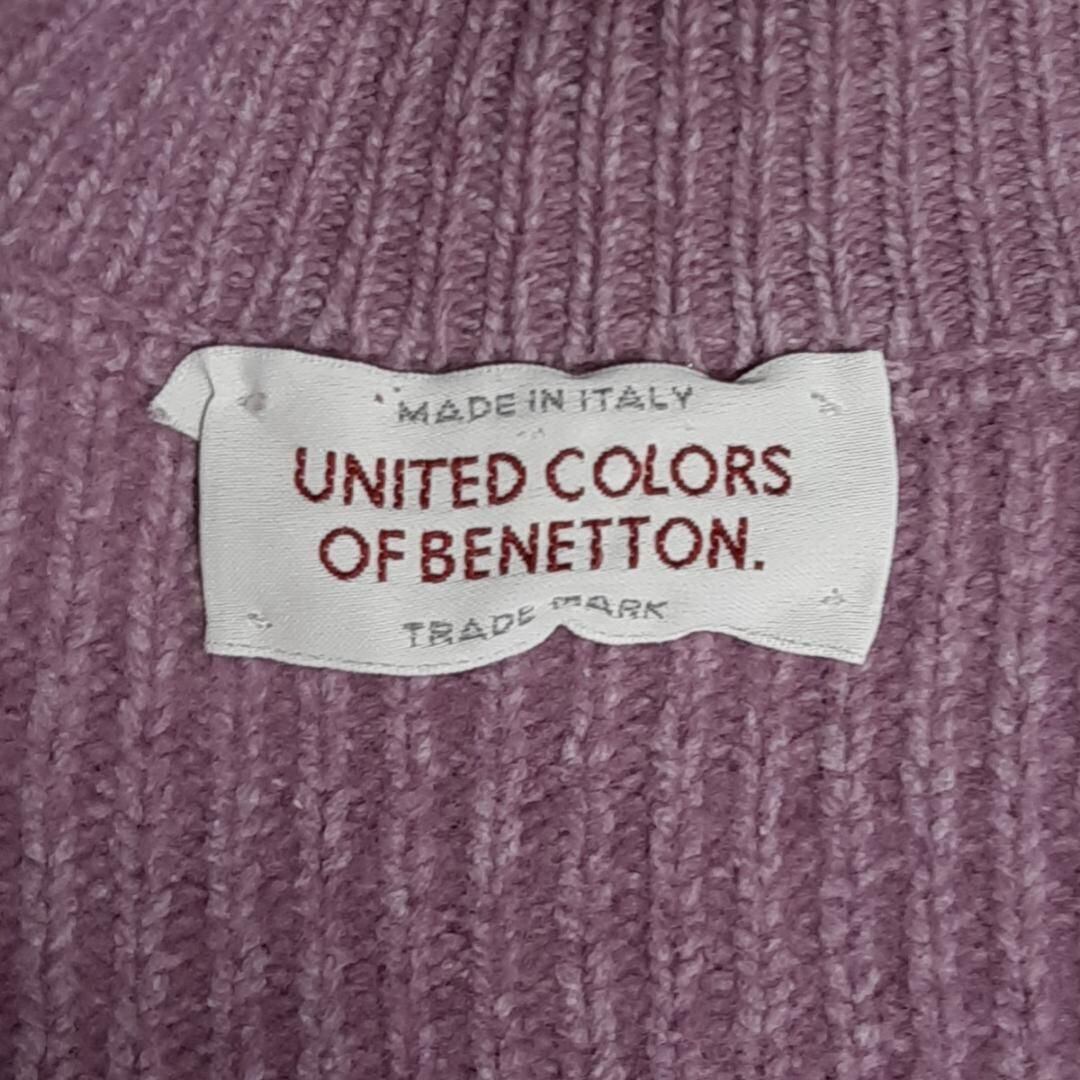 MADE IN ITALY
UNITED COLORS
OF BENETTON.
TRADE MARK